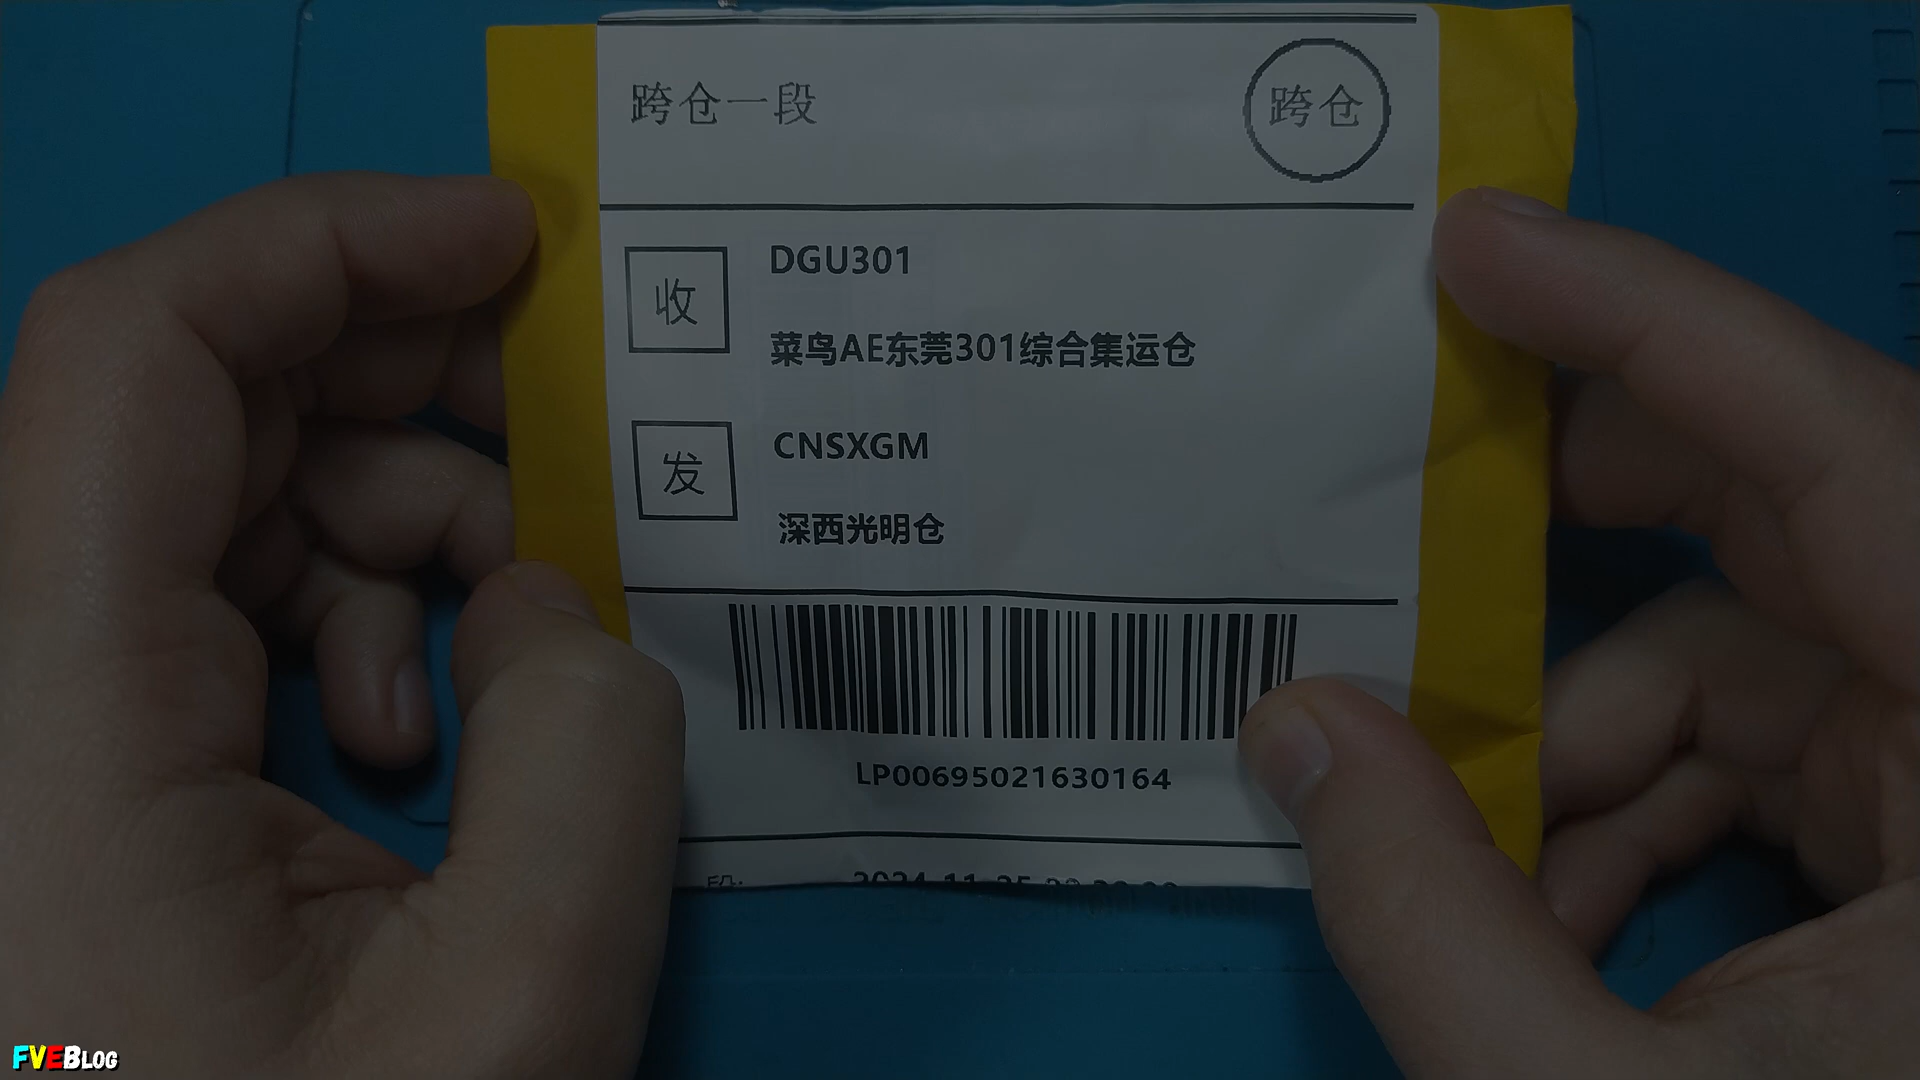 跨仓一段
跨仓
收
DGU301
菜鸟AE东莞301综合集运仓
发
CNSXGM
深西光明仓
LP00695021630164
段:
FVEBLOG